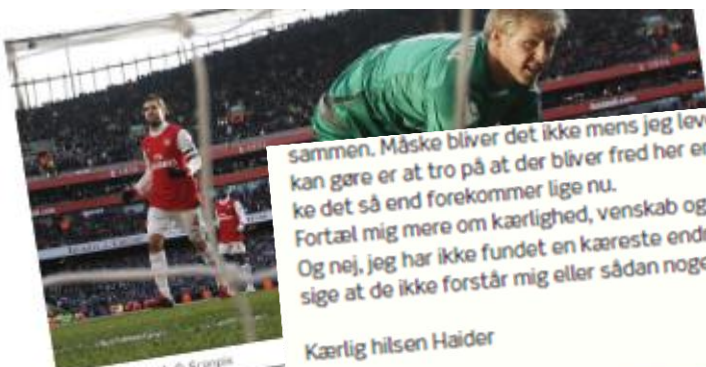 sammen. Måske bliver det ikke mens jeg lev
kan gøre er at tro på at der bliver fred her en
ke det så end forekommer lige nu.
Fortæl mig mere om kærlighed, venskab og
Og nej, jeg har ikke fundet en kæreste end
sige at de ikke forstår mig eller sådan noge
Kærlig hilsen Haider
© Scanpix